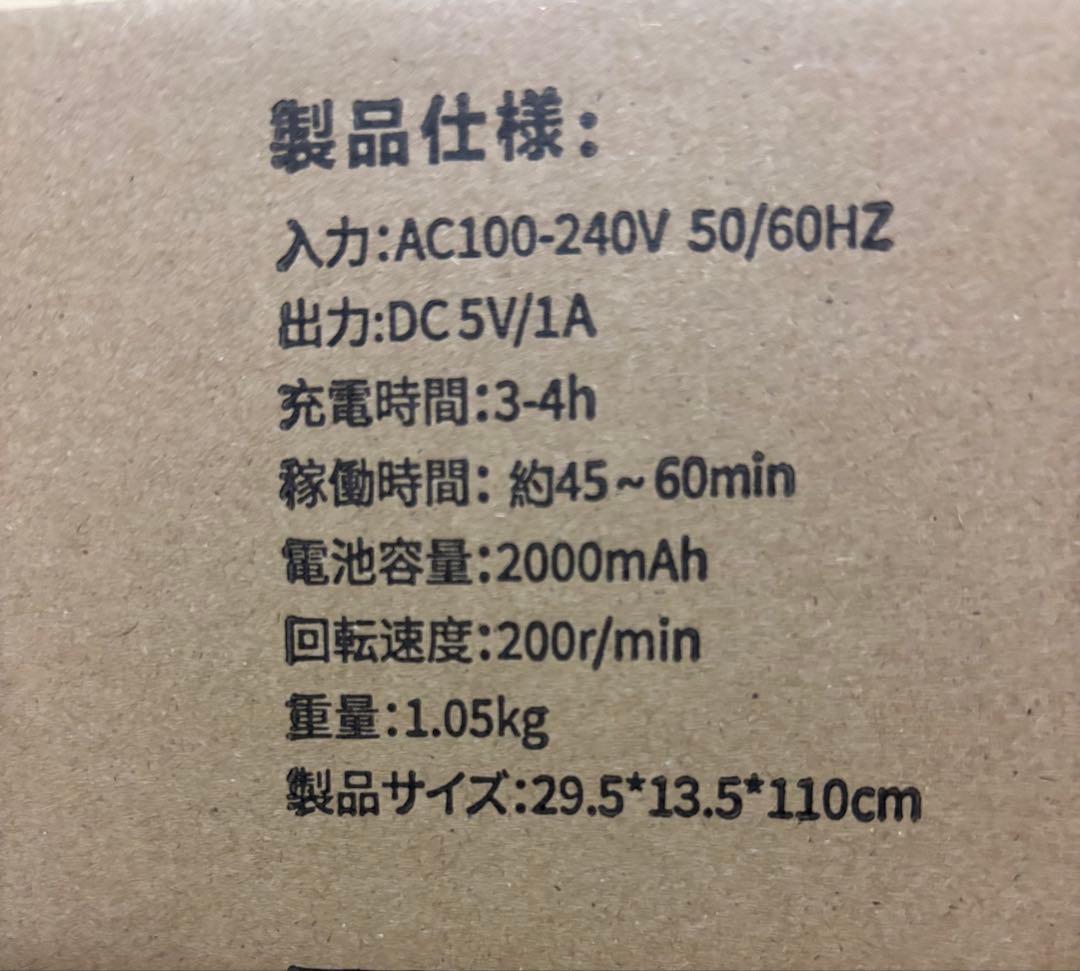 製品仕様:
入力:AC100-240V 50/60HZ
出力:DC5V/1A
充電時間:3-4h
稼働時間: 約45~60min
電池容量:2000mAh
回転速度:200r/min
重量:1.05kg
製品サイズ:29.5*13.5*110cm